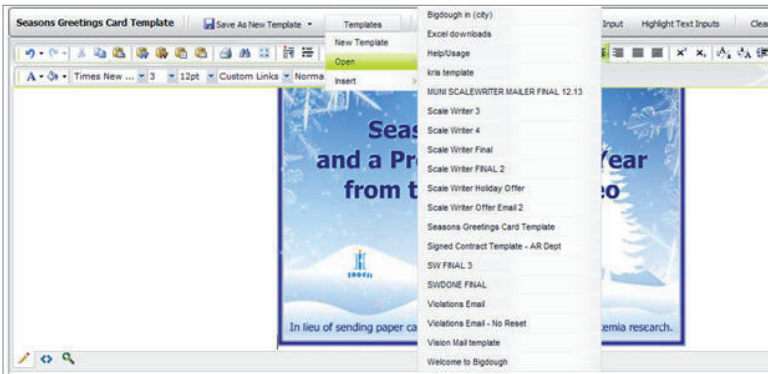 Seasons Greetings Card Template Save As New Template Templates Input Highlight Text Inputs Clear
New Template
Open
Insert
A Times New ... 3 12pt Custom Links Norma
Bigdough in (city)
Excel downloads
Help/Usage
kris template
MUNI SCALEWRITER MAILER FINAL 12.13
Scale Writer 3
Scale Writer 4
Scale Writer Final
Scale Writer FINAL 2
Scale Writer Holiday Offer
Scale Writer Offer Email 2
Seasons Greetings Card Template
Signed Contract Template - AR Dept
SW FINAL 3
SWDONE FINAL
Violations Email
Violations Email - No Reset
Vision Mail template
Welcome to Bigdough
Seas
and a Pr Year
from t eo
In lieu of sending paper ca emia research.